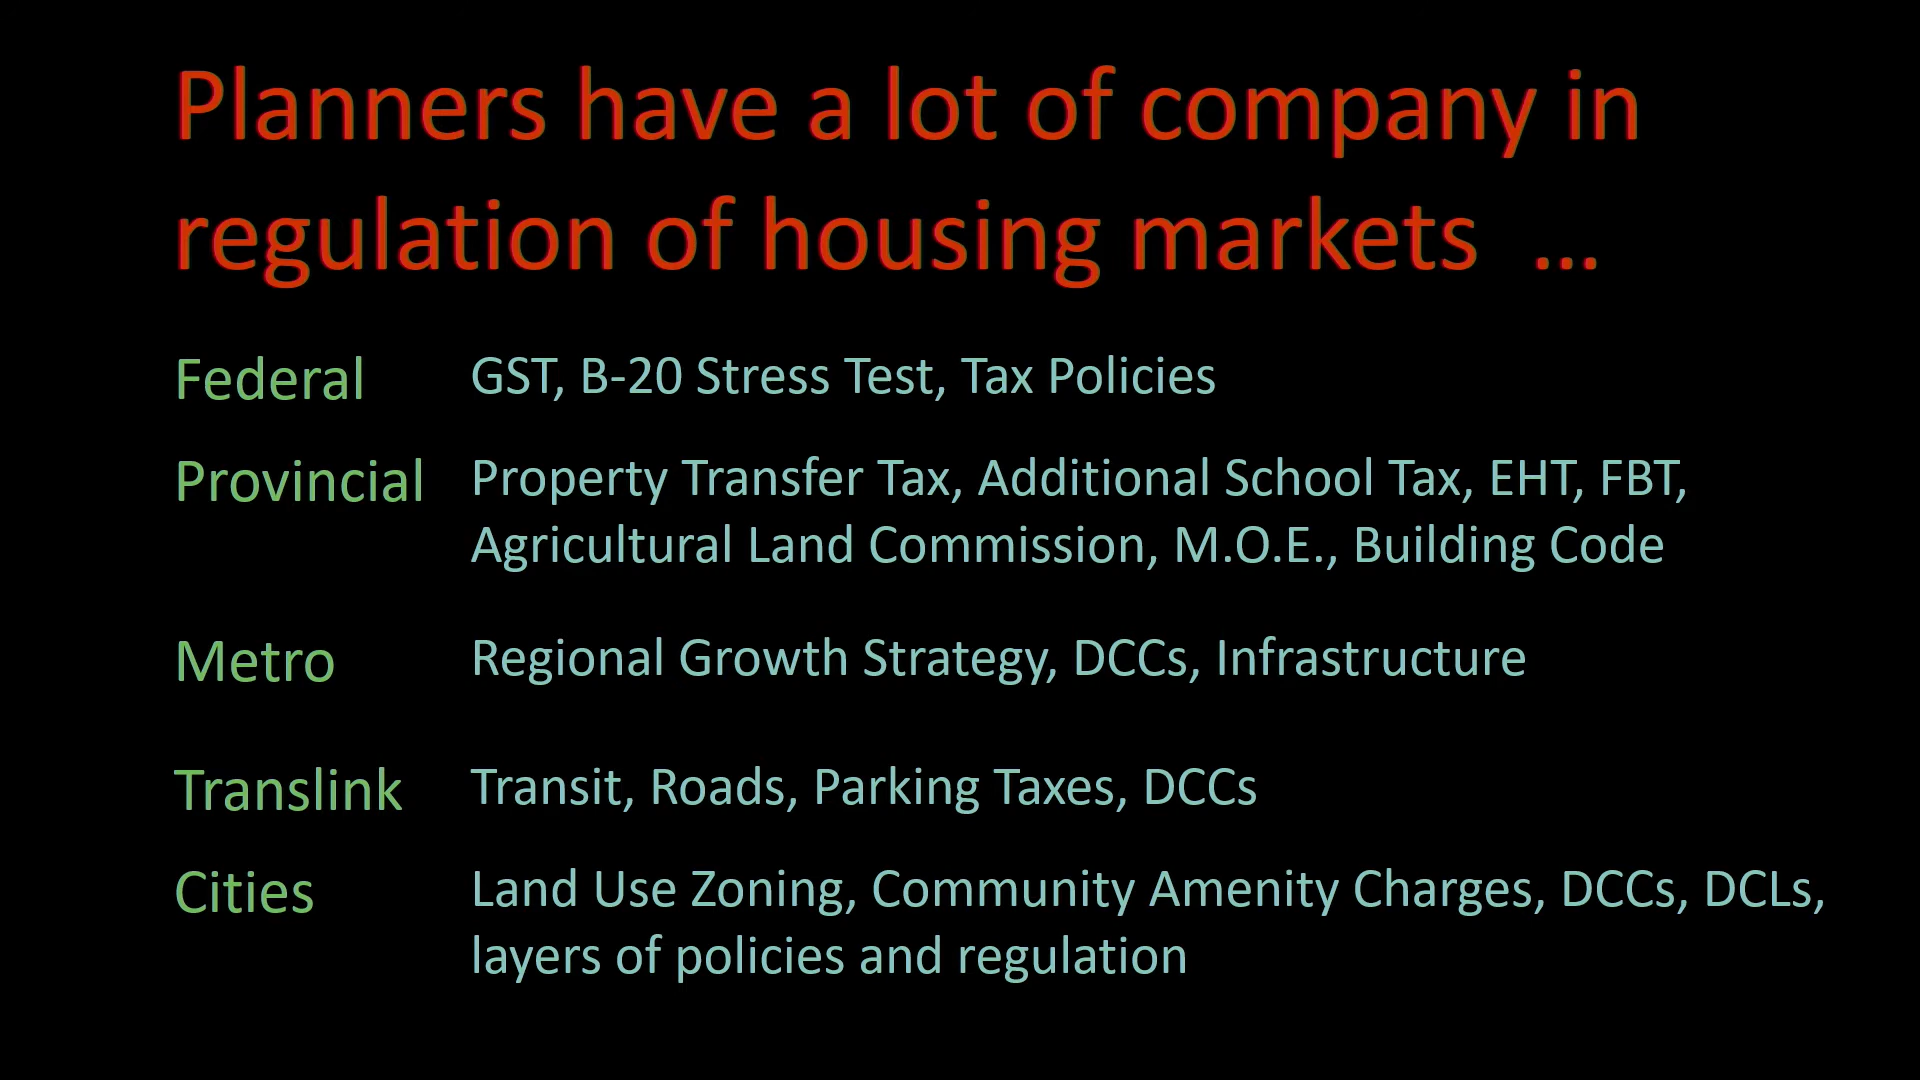 Planners have a lot of company in
regulation of housing markets ...
Federal GST, B-20 Stress Test, Tax Policies
Provincial Property Transfer Tax, Additional School Tax, EHT, FBT,
Agricultural Land Commission, M.O.E., Building Code
Metro Regional Growth Strategy, DCCs, Infrastructure
Translink Transit, Roads, Parking Taxes, DCCs
Cities Land Use Zoning, Community Amenity Charges, DCCs, DCLs,
layers of policies and regulation